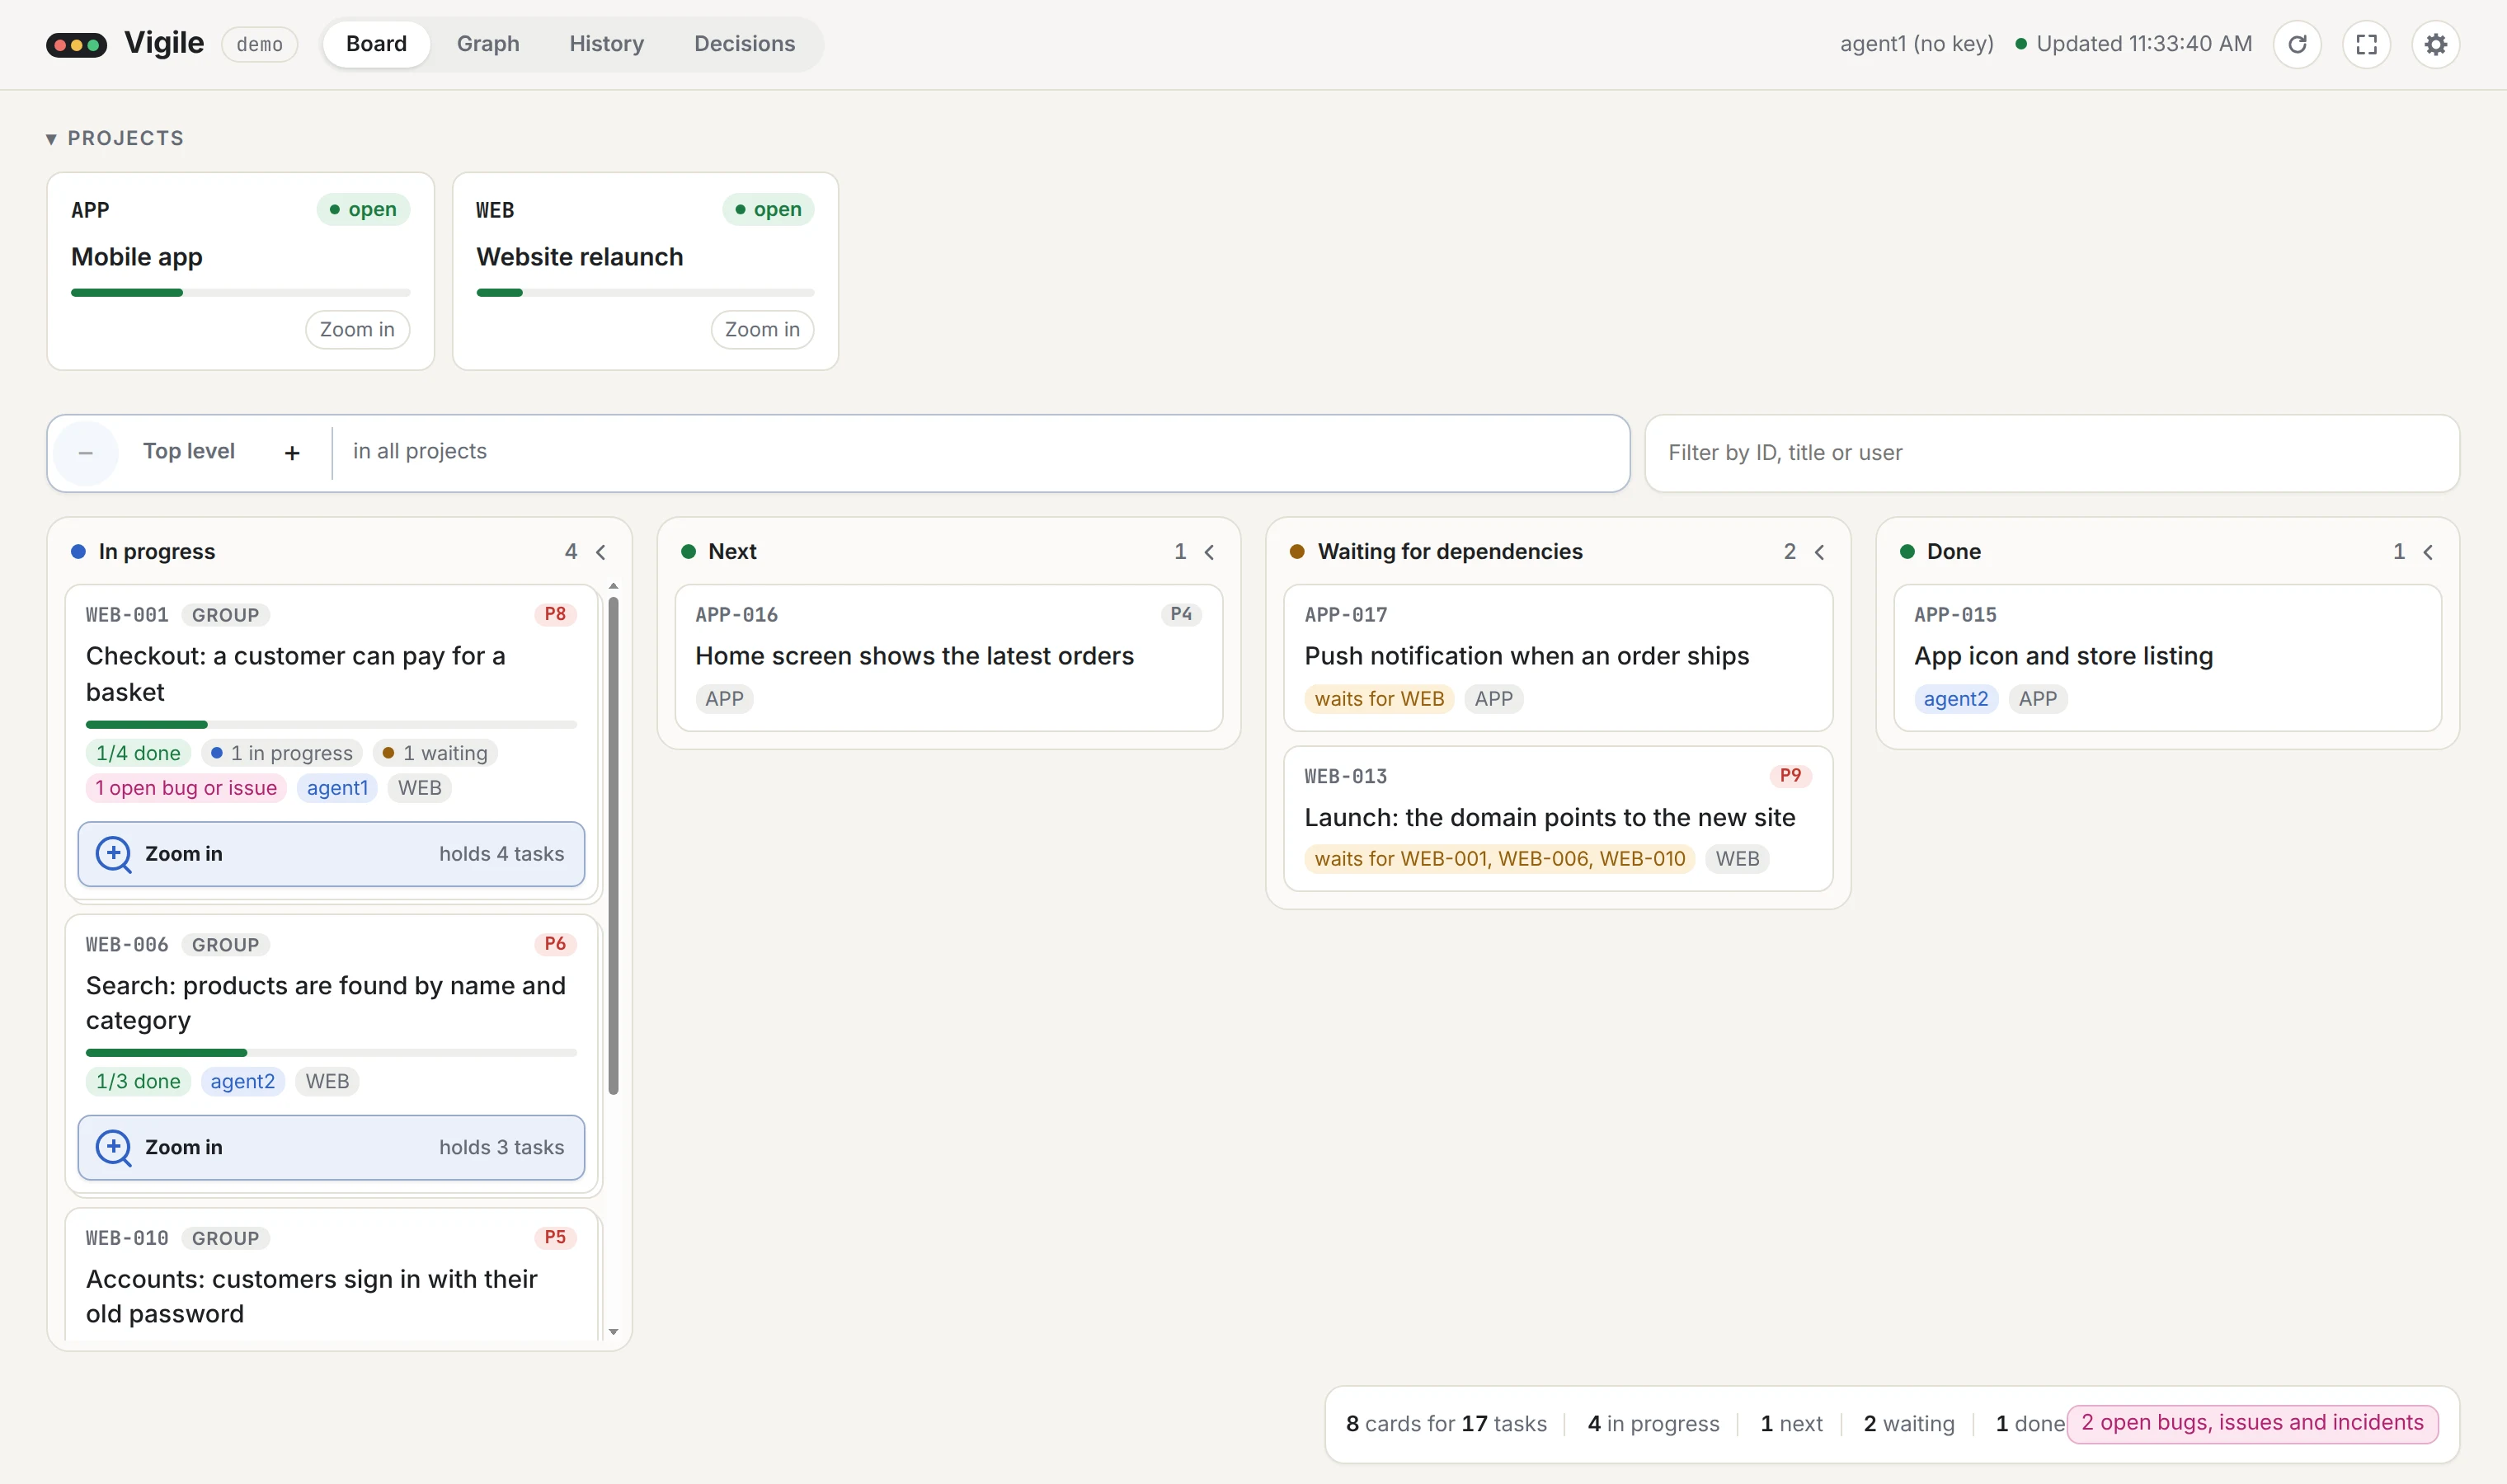 Vigile demo Board Graph History Decisions agent1 (no key) Updated 11:33:40 AM
▼ PROJECTS
APP open
Mobile app
Zoom in
WEB open
Website relaunch
Zoom in
− Top level + in all projects
Filter by ID, title or user
In progress 4
WEB-001 GROUP P8
Checkout: a customer can pay for a
basket
1/4 done 1 in progress 1 waiting
1 open bug or issue agent1 WEB
Zoom in holds 4 tasks
WEB-006 GROUP P6
Search: products are found by name and
category
1/3 done agent2 WEB
Zoom in holds 3 tasks
WEB-010 GROUP P5
Accounts: customers sign in with their
old password
Next 1
APP-016 P4
Home screen shows the latest orders
APP
Waiting for dependencies 2
APP-017
Push notification when an order ships
waits for WEB APP
WEB-013 P9
Launch: the domain points to the new site
waits for WEB-001, WEB-006, WEB-010 WEB
Done 1
APP-015
App icon and store listing
agent2 APP
8 cards for 17 tasks 4 in progress 1 next 2 waiting 1 done 2 open bugs, issues and incidents